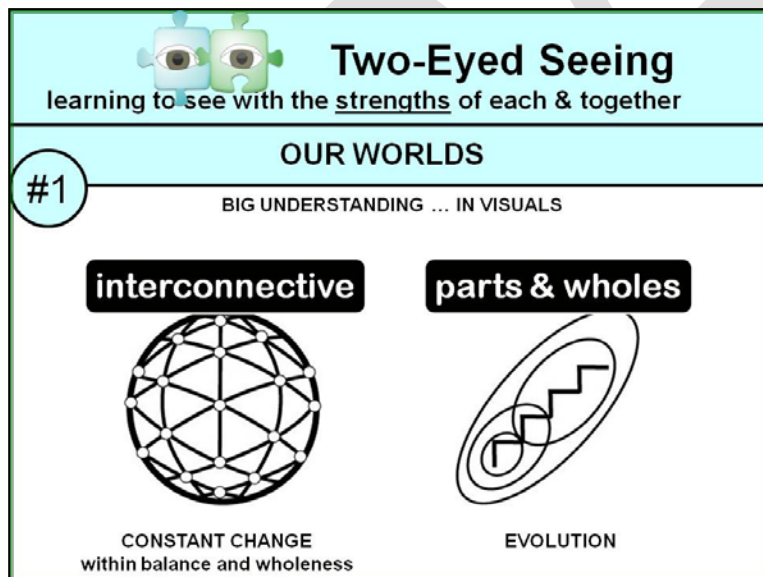 Two-Eyed Seeing
learning to see with the strengths of each & together
OUR WORLDS
#1
BIG UNDERSTANDING ... IN VISUALS
interconnective
parts & wholes
CONSTANT CHANGE
within balance and wholeness
EVOLUTION